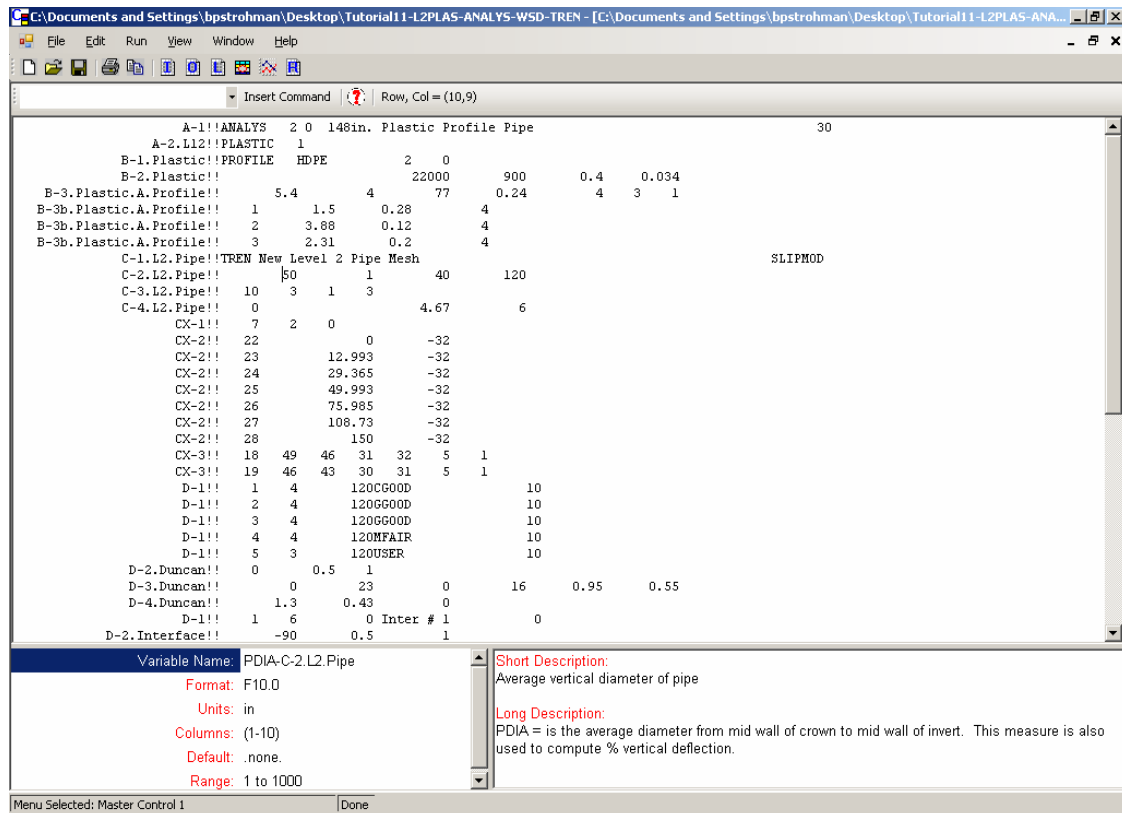 C:\Documents and Settings\bpstrohman\Desktop\Tutorial11-L2PLAS-ANALYS-WSD-TREN - [C:\Documents and Settings\bpstrohman\Desktop\Tutorial11-L2PLAS-ANA...
File Edit Run View Window Help
Insert Command Row, Col = (10,9)
A-1!!ANALYS 2 0 148in. Plastic Profile Pipe 30
A-2.L12!!PLASTIC 1
B-1.Plastic!!PROFILE HDPE 2 0
B-2.Plastic!! 22000 900 0.4 0.034
B-3.Plastic.A.Profile!! 5.4 4 77 0.24 4 3 1
B-3b.Plastic.A.Profile!! 1 1.5 0.28 4
B-3b.Plastic.A.Profile!! 2 3.88 0.12 4
B-3b.Plastic.A.Profile!! 3 2.31 0.2 4
C-1.L2.Pipe!!TREN New Level 2 Pipe Mesh SLIPMOD
C-2.L2.Pipe!! 50 1 40 120
C-3.L2.Pipe!! 10 3 1 3
C-4.L2.Pipe!! 0 4.67 6
CX-1!! 7 2 0
CX-2!! 22 0 -32
CX-2!! 23 12.993 -32
CX-2!! 24 29.365 -32
CX-2!! 25 49.993 -32
CX-2!! 26 75.985 -32
CX-2!! 27 108.73 -32
CX-2!! 28 150 -32
CX-3!! 18 49 46 31 32 5 1
CX-3!! 19 46 43 30 31 5 1
D-1!! 1 4 120CGOOD 10
D-1!! 2 4 120GGOOD 10
D-1!! 3 4 120GGOOD 10
D-1!! 4 4 120MFAIR 10
D-1!! 5 3 120USER 10
D-2.Duncan!! 0 0.5 1
D-3.Duncan!! 0 23 0 16 0.95 0.55
D-4.Duncan!! 1.3 0.43 0
D-1!! 1 6 0 Inter # 1 0
D-2.Interface!! -90 0.5 1
Variable Name: PDIA-C-2.L2.Pipe
Format: F10.0
Units: in
Columns: (1-10)
Default: .none.
Range: 1 to 1000
Short Description:
Average vertical diameter of pipe
Long Description:
PDIA = is the average diameter from mid wall of crown to mid wall of invert. This measure is also
used to compute % vertical deflection.
Menu Selected: Master Control 1 Done